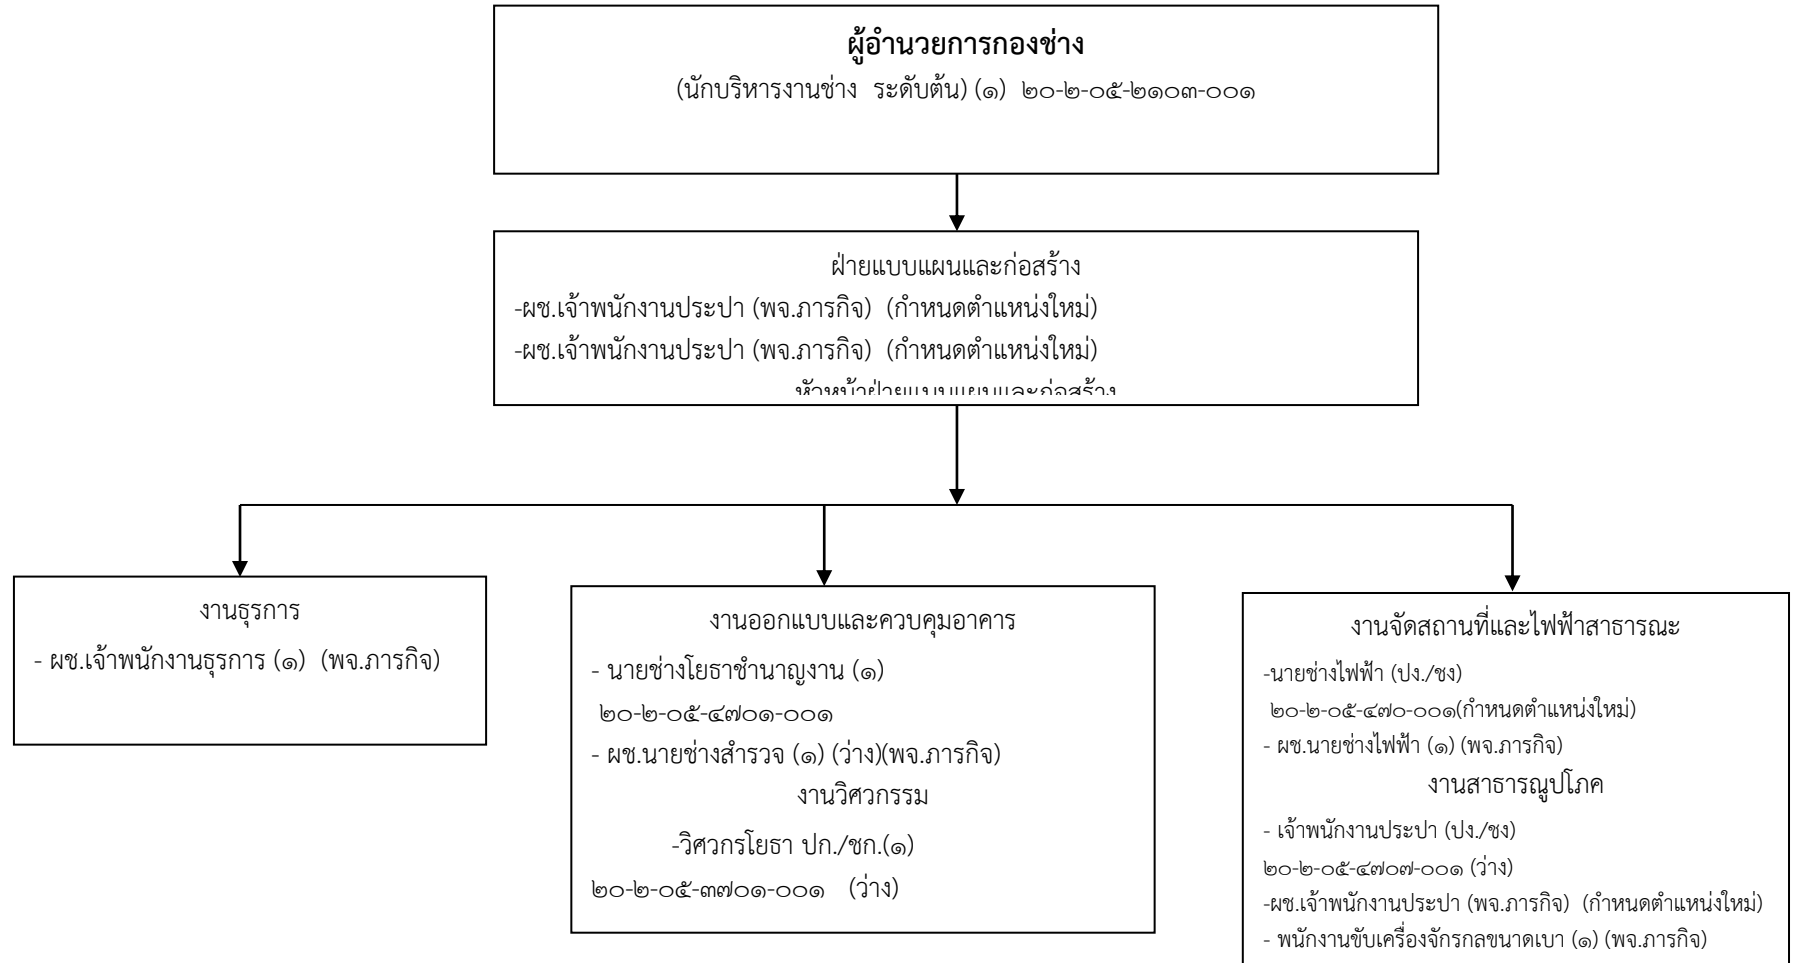 ผู้อำนวยการกองช่าง
(นักบริหารงานช่าง ระดับต้น) (๑) ๒๐-๒-๐๕-๒๑๐๓-๐๐๑
ฝ่ายแบบแผนและก่อสร้าง
-ผช.เจ้าพนักงานประปา (พจ.ภารกิจ) (กำหนดตำแหน่งใหม่)
-ผช.เจ้าพนักงานประปา (พจ.ภารกิจ) (กำหนดตำแหน่งใหม่)
หัวหน้าฝ่ายแบบแผนและก่อสร้าง
งานธุรการ
- ผช.เจ้าพนักงานธุรการ (๑) (พจ.ภารกิจ)
งานออกแบบและควบคุมอาคาร
- นายช่างโยธาชำนาญงาน (๑)
๒๐-๒-๐๕-๔๗๐๑-๐๐๑
- ผช.นายช่างสำรวจ (๑) (ว่าง)(พจ.ภารกิจ)
งานวิศวกรรม
-วิศวกรโยธา ปก./ชก.(๑)
๒๐-๒-๐๕-๓๗๐๑-๐๐๑ (ว่าง)
งานจัดสถานที่และไฟฟ้าสาธารณะ
-นายช่างไฟฟ้า (ปง./ชง)
๒๐-๒-๐๕-๔๗๐-๐๐๑(กำหนดตำแหน่งใหม่)
- ผช.นายช่างไฟฟ้า (๑) (พจ.ภารกิจ)
งานสาธารณูปโภค
- เจ้าพนักงานประปา (ปง./ชง)
๒๐-๒-๐๕-๔๗๐๗-๐๐๑ (ว่าง)
-ผช.เจ้าพนักงานประปา (พจ.ภารกิจ) (กำหนดตำแหน่งใหม่)
- พนักงานขับเครื่องจักรกลขนาดเบา (๑) (พจ.ภารกิจ)